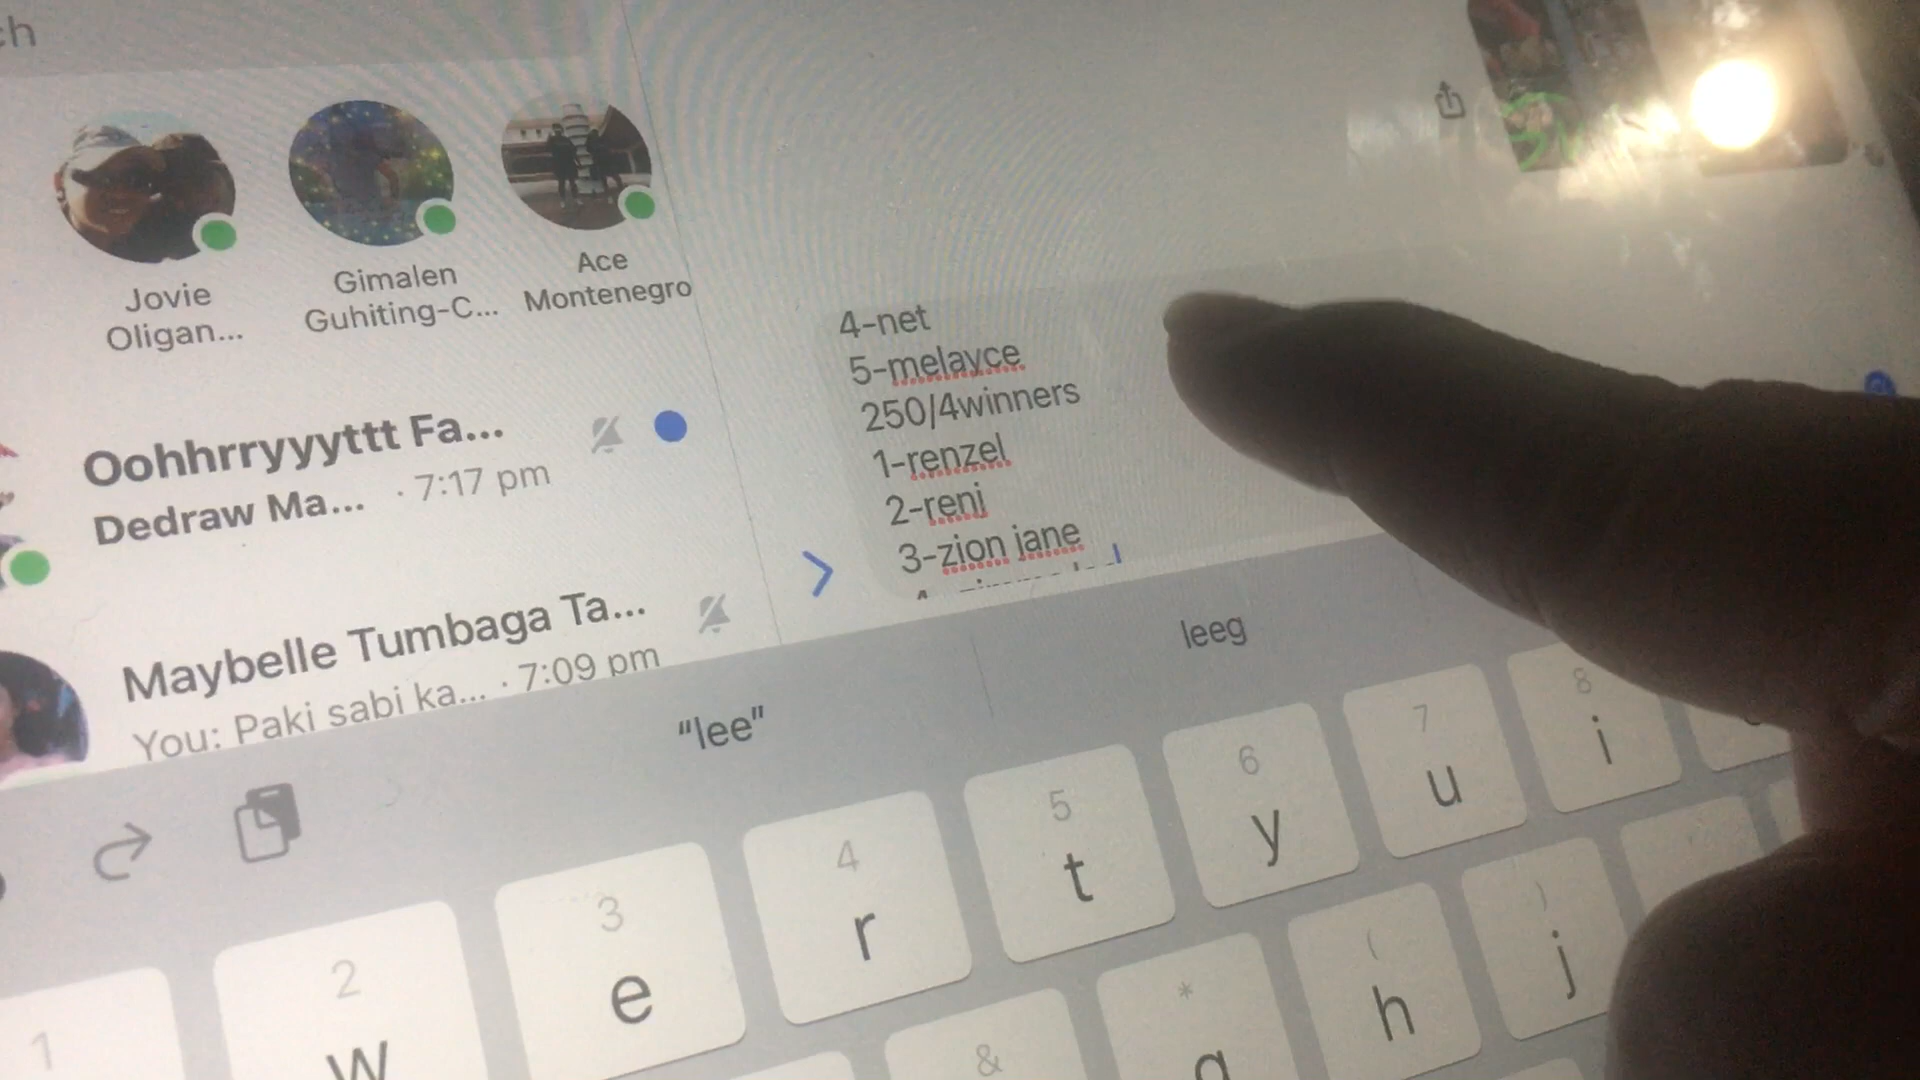 ch
Jovie
Oligan...
Gimalen
Guhiting-C...
Ace
Montenegro
Oohhrryyyttt Fa...
Dedraw Ma... · 7:17 pm
Maybelle Tumbaga Ta...
You: Paki sabi ka... · 7:09 pm
4-net
5-melayce
250/4winners
1-renzel
2-reni
3-zion jane
"lee"
leeg
1
2
w
3
e
4
r
5
t
6
y
7
u
8
i
&
*
g
(
h
)
j